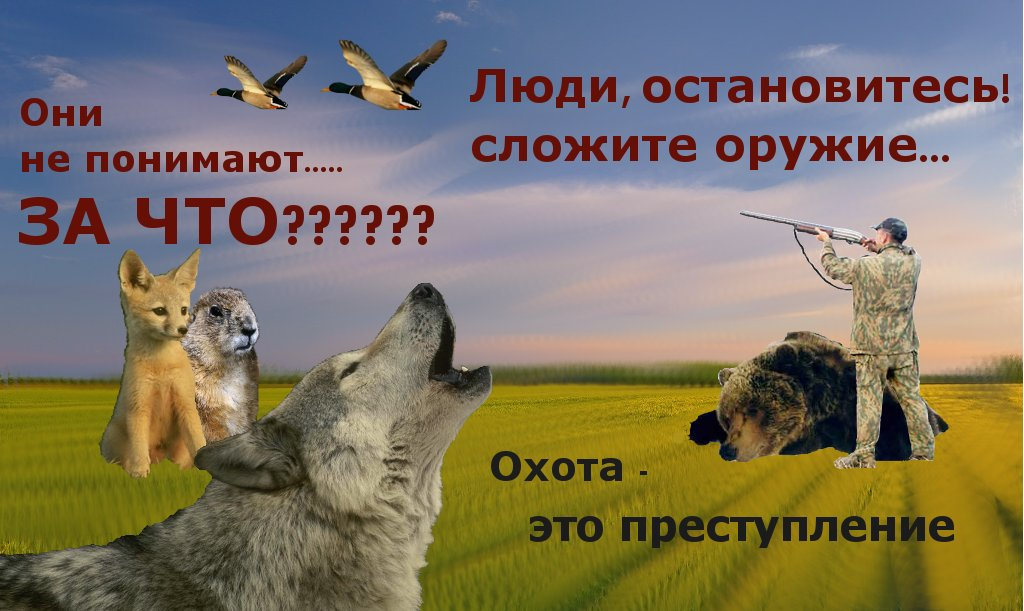 Они
не понимают.....
ЗА ЧТО??????
Люди, остановитесь!
сложите оружие...
Охота -
это преступление